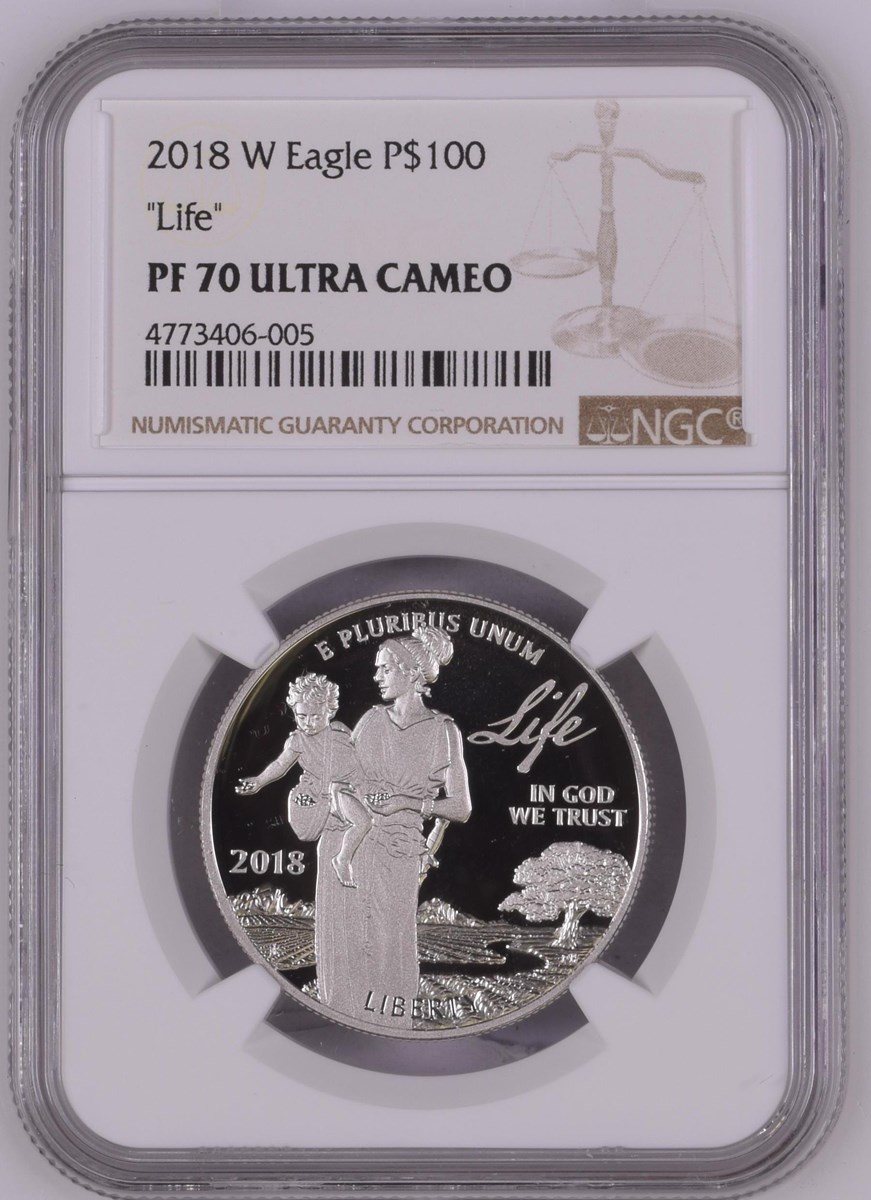 2018 W Eagle P$100
"Life"
PF 70 ULTRA CAMEO
4773406-005
NUMISMATIC GUARANTY CORPORATION
NGC®
E PLURIBUS UNUM
Life
IN GOD
WE TRUST
2018
LIBERTY